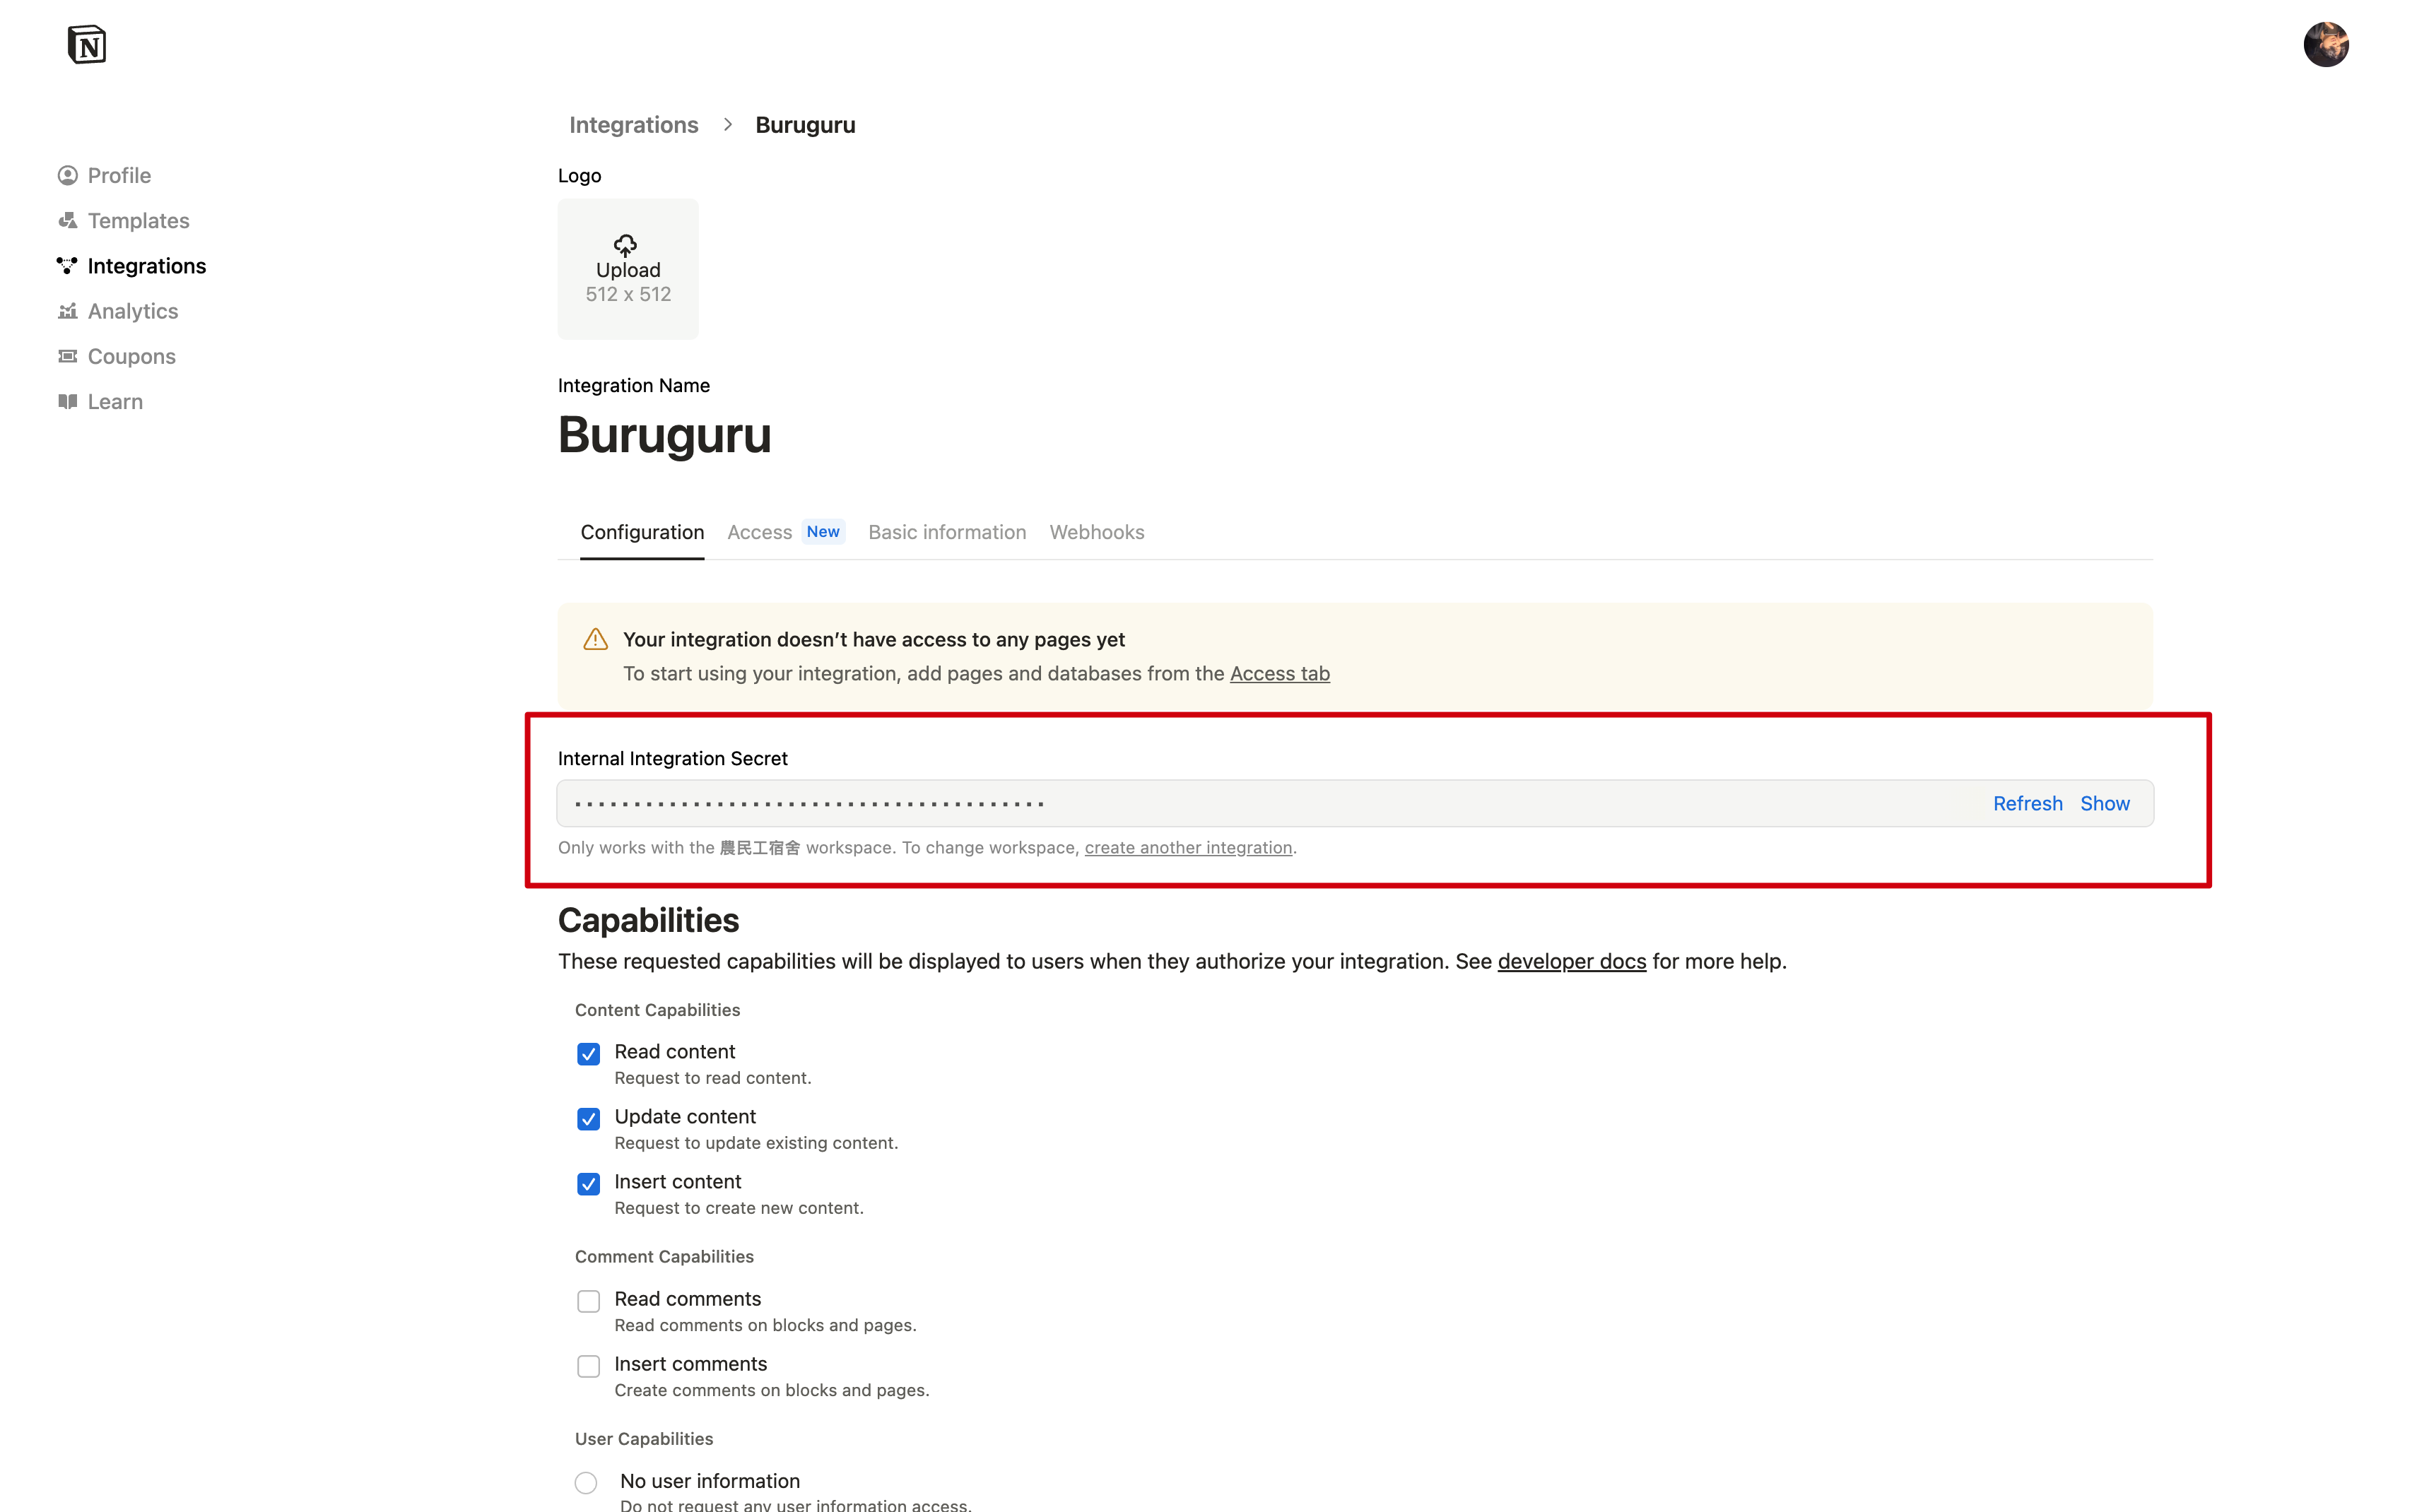 N
Integrations > Buruguru
Profile
Templates
Integrations
Analytics
Coupons
Learn
Logo
Upload
512 x 512
Integration Name
Buruguru
Configuration Access New Basic information Webhooks
Your integration doesn’t have access to any pages yet
To start using your integration, add pages and databases from the Access tab
Internal Integration Secret
........................................ Refresh Show
Only works with the 農民工宿舍 workspace. To change workspace, create another integration.
Capabilities
These requested capabilities will be displayed to users when they authorize your integration. See developer docs for more help.
Content Capabilities
Read content
Request to read content.
Update content
Request to update existing content.
Insert content
Request to create new content.
Comment Capabilities
Read comments
Read comments on blocks and pages.
Insert comments
Create comments on blocks and pages.
User Capabilities
No user information
Do not request any user information access.